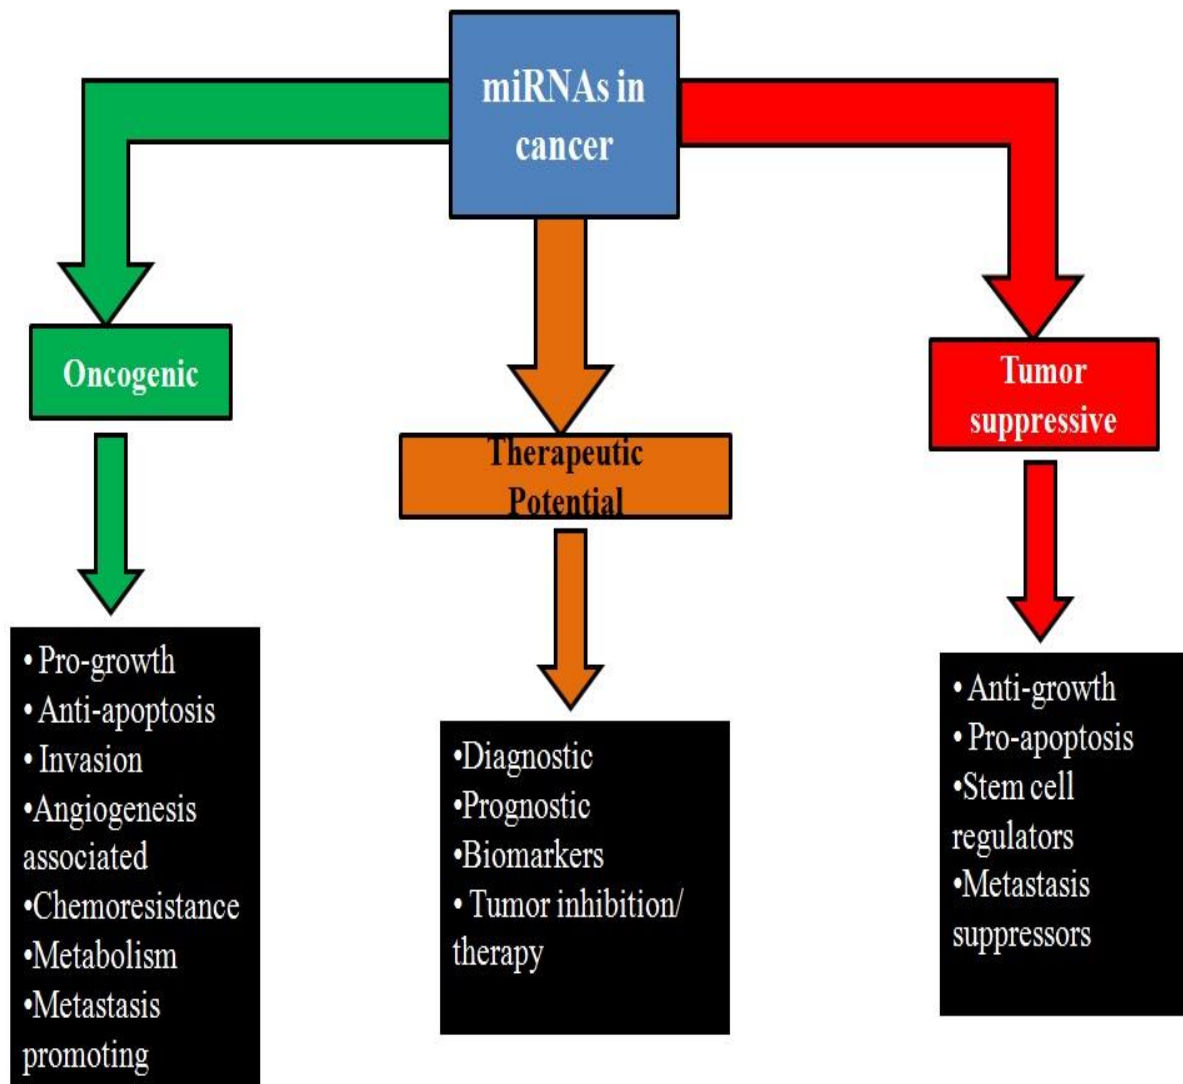 miRNAs in
cancer
Oncogenic
Therapeutic
Potential
Tumor
suppressive
• Pro-growth
• Anti-apoptosis
• Invasion
•Angiogenesis
associated
•Chemoresistance
•Metabolism
•Metastasis
promoting
•Diagnostic
•Prognostic
•Biomarkers
• Tumor inhibition/
therapy
• Anti-growth
• Pro-apoptosis
•Stem cell
regulators
•Metastasis
suppressors